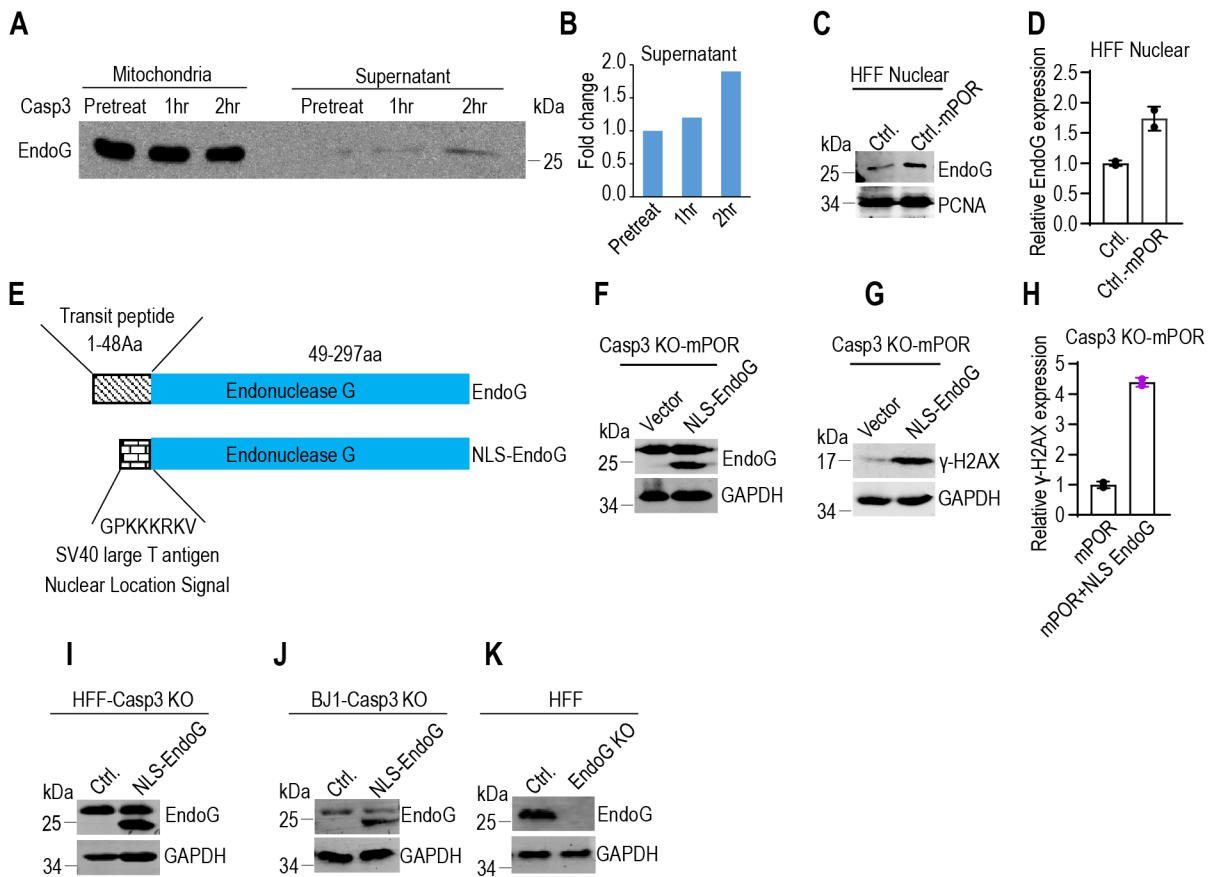 A
Mitochondria
Supernatant
Casp3
Pretreat 1hr 2hr
Pretreat 1hr 2hr
kDa
EndoG
25
B
Supernatant
Fold change
2.0
1.5
1.0
0.5
0.0
Pretreat
1hr
2hr
C
HFF Nuclear
Ctrl.
Ctrl.-mPOR
kDa
25
EndoG
34
PCNA
D
HFF Nuclear
Relative EndoG expression
2.5
2.0
1.5
1.0
0.5
0.0
Crtl.
Ctrl.-mPOR
E
Transit peptide
1-48Aa
49-297aa
Endonuclease G
EndoG
Endonuclease G
NLS-EndoG
GPKKKRKV
SV40 large T antigen
Nuclear Location Signal
F
Casp3 KO-mPOR
Vector
NLS-EndoG
kDa
25
EndoG
34
GAPDH
G
Casp3 KO-mPOR
Vector
NLS-EndoG
kDa
17
γ-H2AX
34
GAPDH
H
Casp3 KO-mPOR
Relative γ-H2AX expression
5
4
3
2
1
0
mPOR
mPOR+NLS EndoG
I
HFF-Casp3 KO
Ctrl.
NLS-EndoG
kDa
25
EndoG
34
GAPDH
J
BJ1-Casp3 KO
Ctrl.
NLS-EndoG
kDa
25
EndoG
34
GAPDH
K
HFF
Ctrl.
EndoG KO
kDa
25
EndoG
34
GAPDH